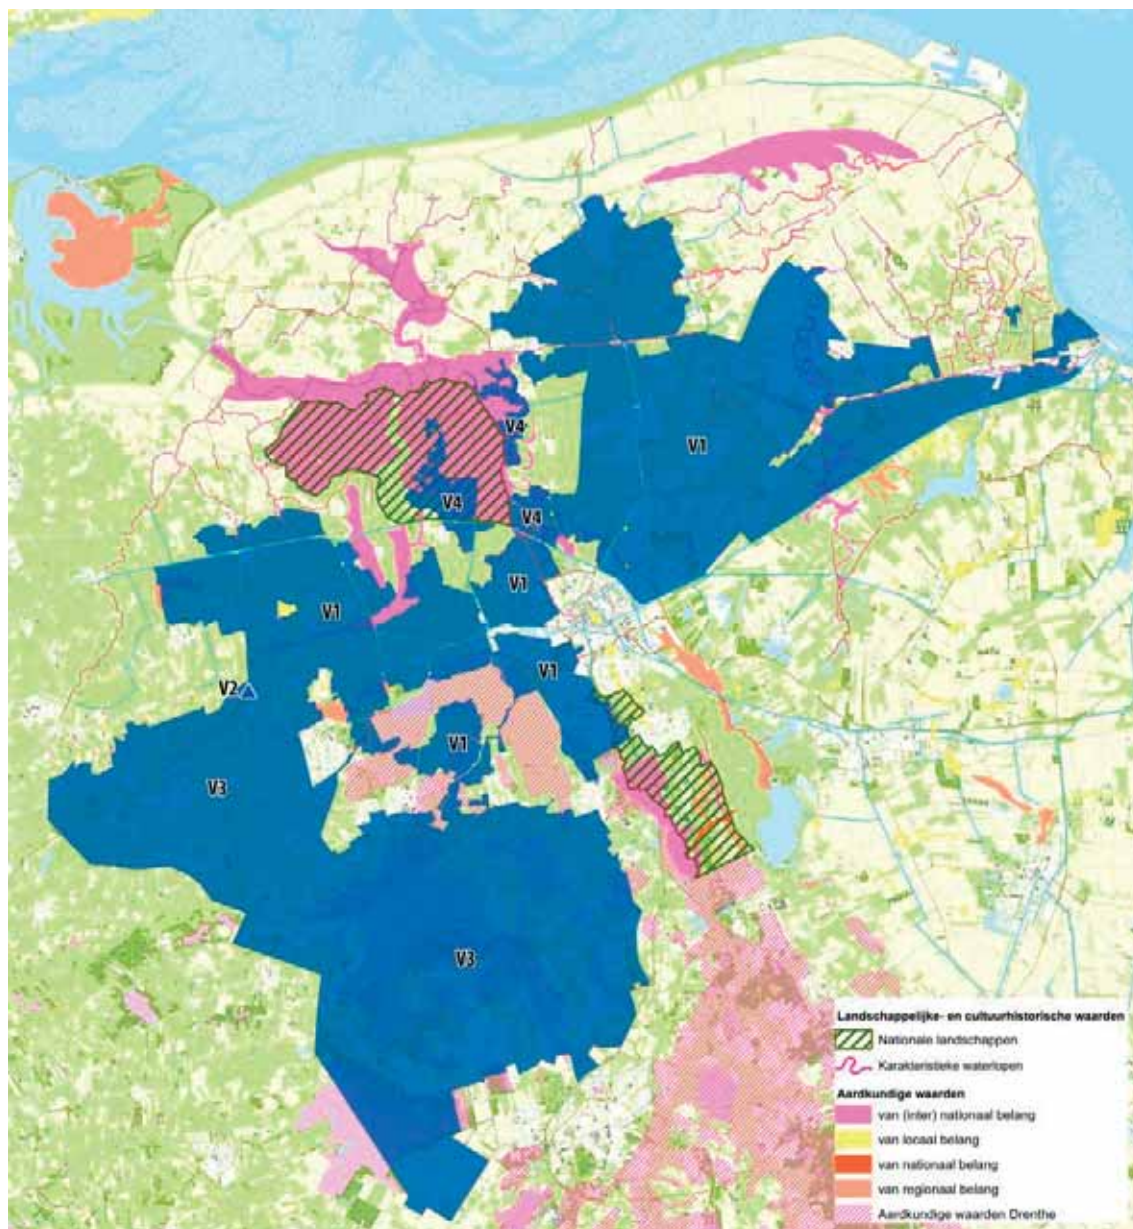 V4
V1
V4
V4
V1
V1
V1
V2
V1
V3
V3
Landschappelijke- en cultuurhistorische waarden
Nationale landschappen
Karakteristieke waterlopen
Aardkundige waarden
van (inter) nationaal belang
van locaal belang
van nationaal belang
van regionaal belang
Aardkundige waarden Drenthe